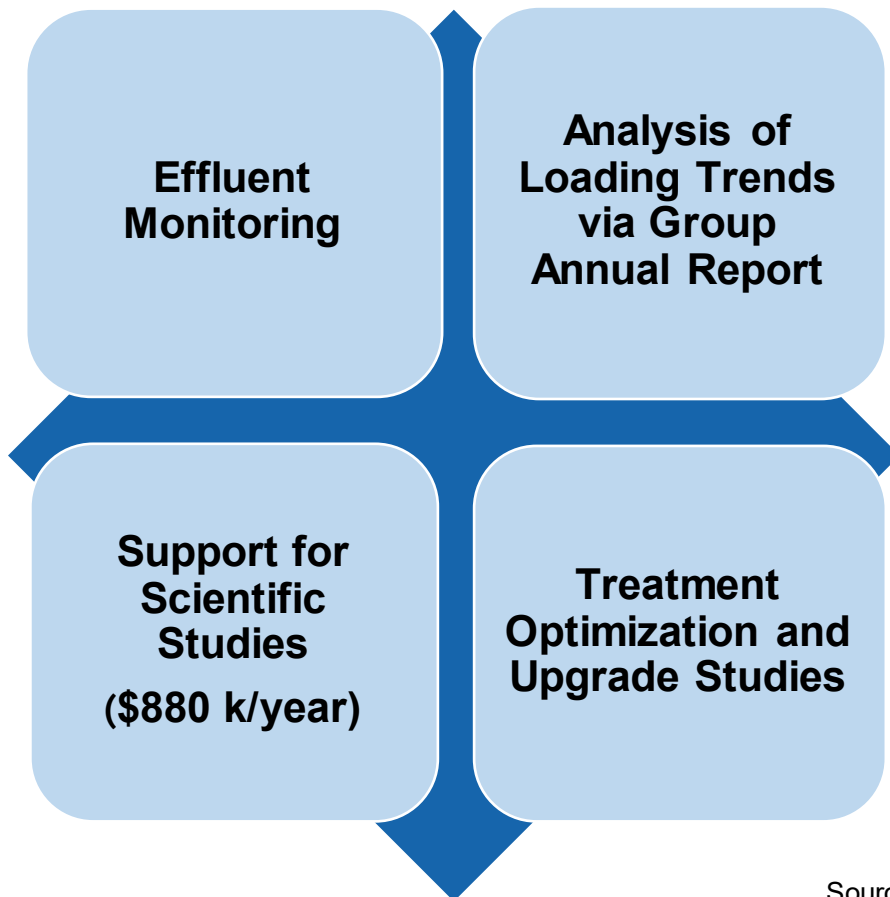 Effluent
Monitoring
Analysis of
Loading Trends
via Group
Annual Report
Support for
Scientific
Studies
($880 k/year)
Treatment
Optimization and
Upgrade Studies